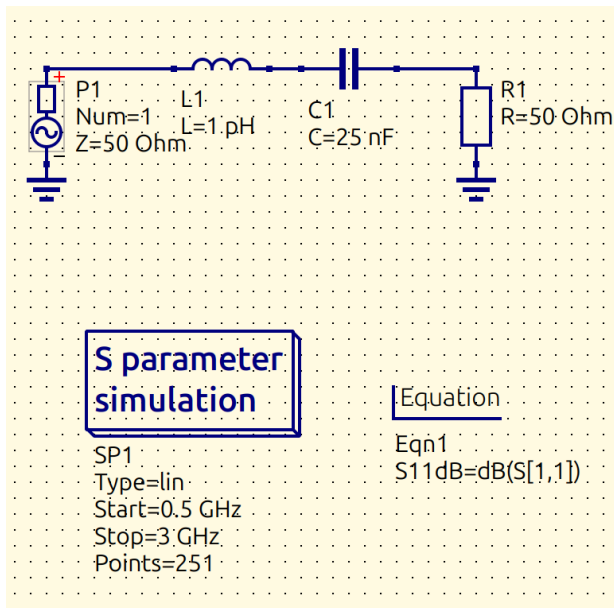 P1
Num=1
Z=50 Ohm
L1
L=1 pH
C1
C=25 nF
R1
R=50 Ohm
S parameter
simulation
SP1
Type=lin
Start=0.5 GHz
Stop=3 GHz
Points=251
Equation
Eqn1
S11dB=dB(S[1,1])